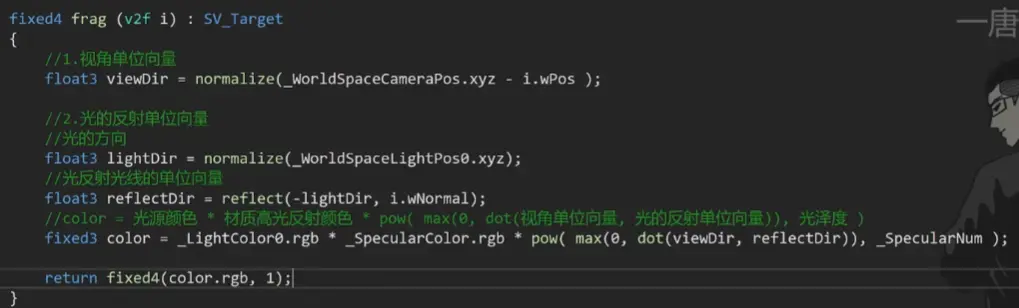 fixed4 frag (v2f i) : SV_Target
一唐
{
//1.视角单位向量
float3 viewDir = normalize(_WorldSpaceCameraPos.xyz - i.wPos );
//2.光的反射单位向量
//光的方向
float3 lightDir = normalize(_WorldSpaceLightPos0.xyz);
//光反射光线的单位向量
float3 reflectDir = reflect(-lightDir, i.wNormal);
//color = 光源颜色 * 材质高光反射颜色 * pow( max(0, dot(视角单位向量, 光的反射单位向量)), 光泽度 )
fixed3 color = _LightColor0.rgb * _SpecularColor.rgb * pow( max(0, dot(viewDir, reflectDir)), _SpecularNum );
return fixed4(color.rgb, 1);
}